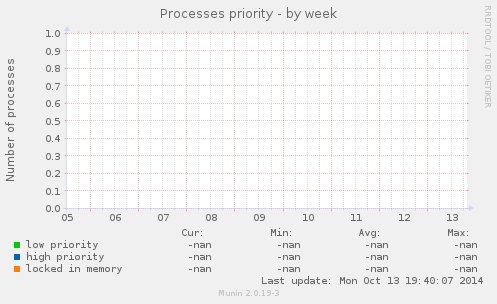 Processes priority - by week
RRDTOOL / TOBI OETIKER
Number of processes
1.0
0.9
0.8
0.7
0.6
0.5
0.4
0.3
0.2
0.1
0.0
05 06 07 08 09 10 11 12 13
Cur: Min: Avg: Max:
low priority -nan -nan -nan -nan
high priority -nan -nan -nan -nan
locked in memory -nan -nan -nan -nan
Last update: Mon Oct 13 19:40:07 2014
Munin 2.0.19-3